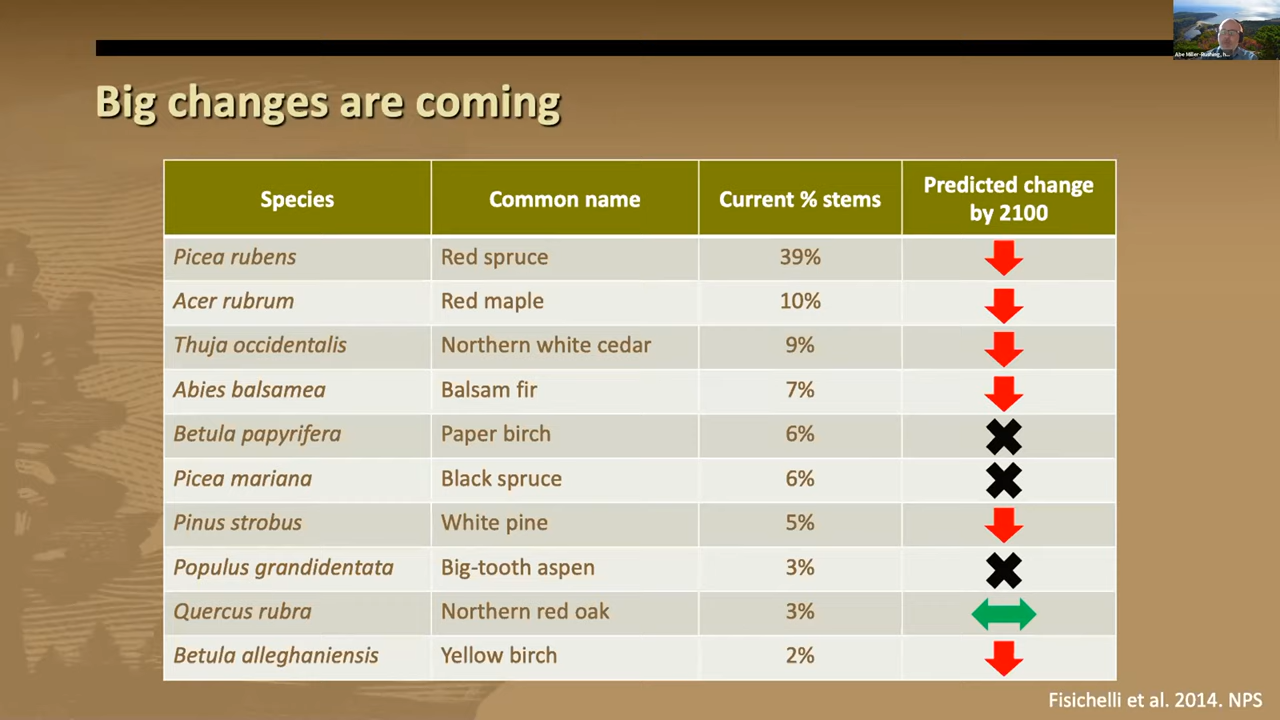 Abe Miller-Rushing, h...
Big changes are coming
Species Common name Current % stems Predicted change by 2100
Picea rubens Red spruce 39%
Acer rubrum Red maple 10%
Thuja occidentalis Northern white cedar 9%
Abies balsamea Balsam fir 7%
Betula papyrifera Paper birch 6%
Picea mariana Black spruce 6%
Pinus strobus White pine 5%
Populus grandidentata Big-tooth aspen 3%
Quercus rubra Northern red oak 3%
Betula alleghaniensis Yellow birch 2%
Fisichelli et al. 2014. NPS